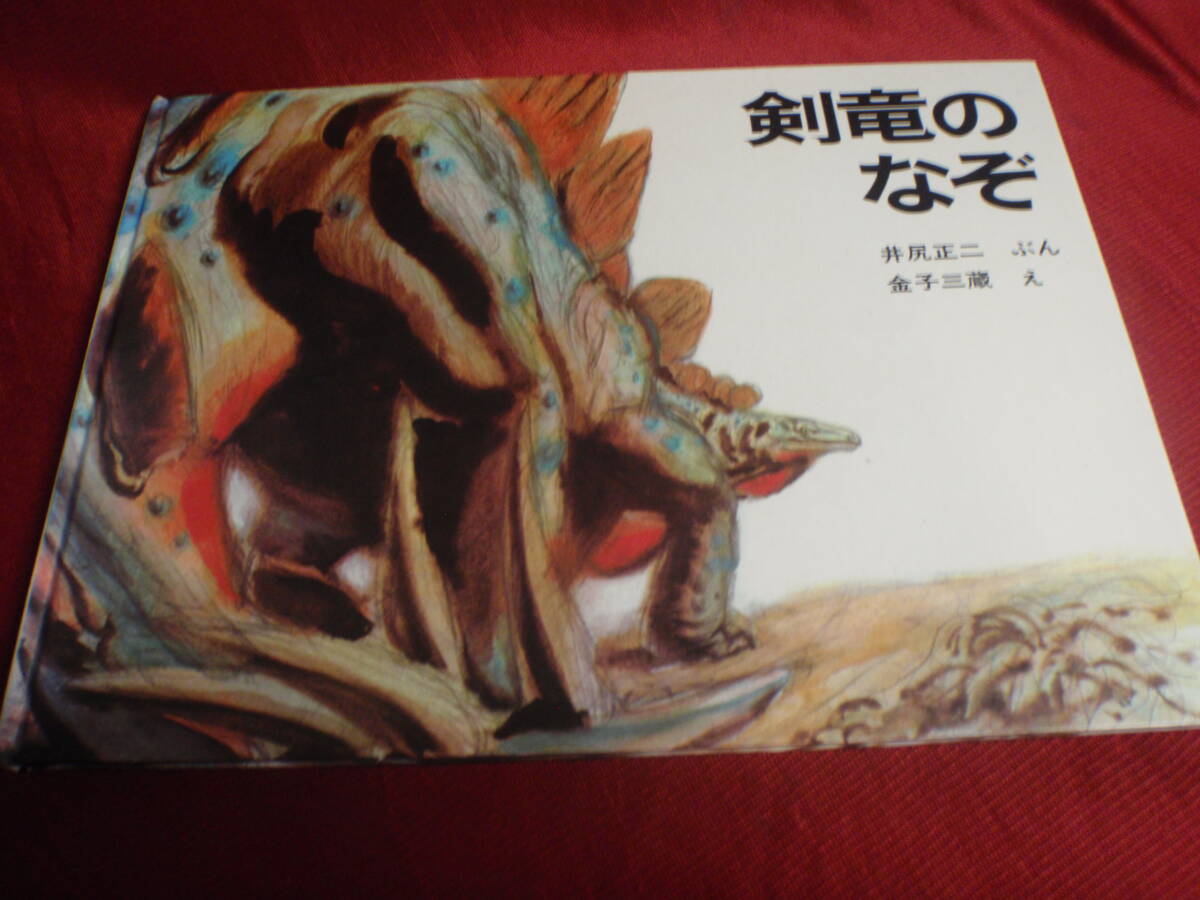 剣竜の
なぞ
井尻正二　ぶん
金子三蔵　え